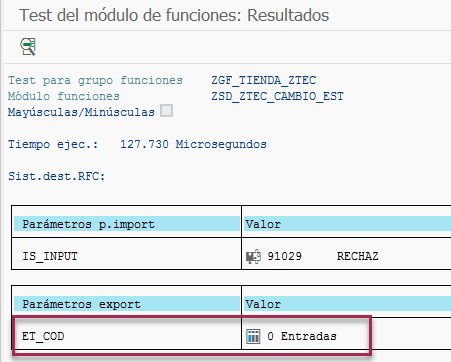 Test del módulo de funciones: Resultados
Test para grupo funciones ZGF_TIENDA_ZTEC
Módulo funciones ZSD_ZTEC_CAMBIO_EST
Mayúsculas/Minúsculas
Tiempo ejec.: 127.730 Microsegundos
Sist.dest.RFC:
Parámetros p.import Valor
IS_INPUT 91029 RECHAZ
Parámetros export Valor
ET_COD 0 Entradas